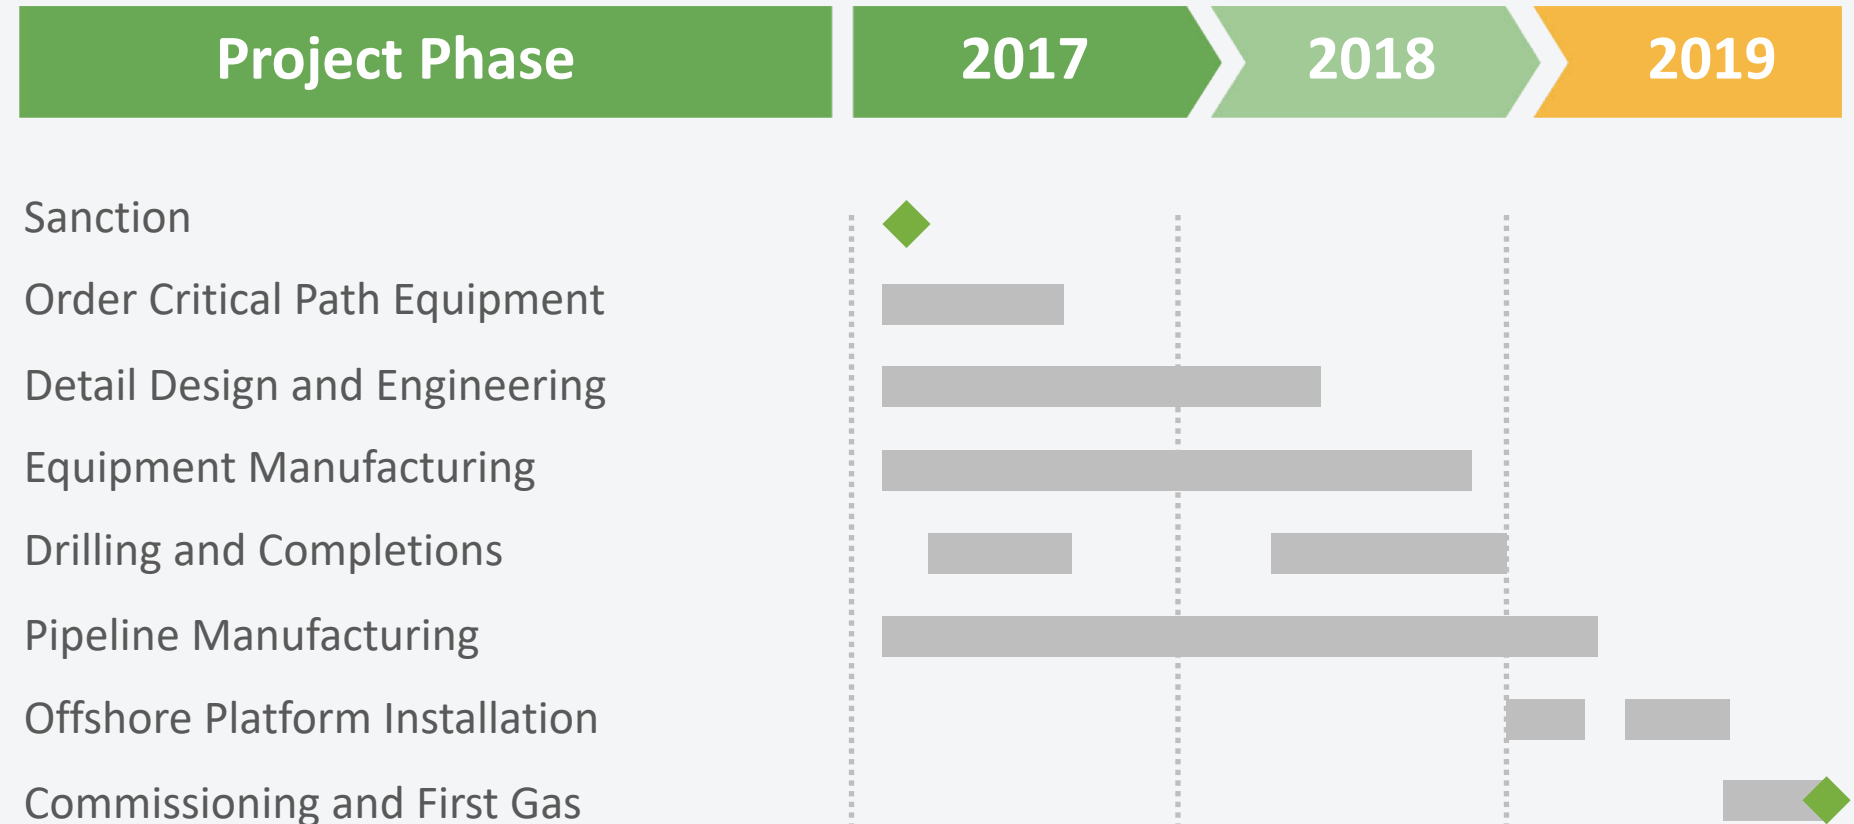 Project Phase 2017 2018 2019
Sanction
Order Critical Path Equipment
Detail Design and Engineering
Equipment Manufacturing
Drilling and Completions
Pipeline Manufacturing
Offshore Platform Installation
Commissioning and First Gas